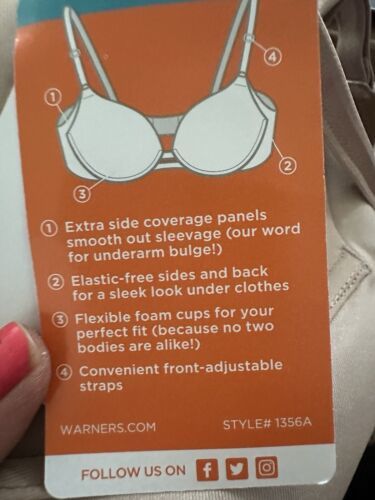 4
1
2
3
1 Extra side coverage panels
smooth out sleevage (our word
for underarm bulge!)
2 Elastic-free sides and back
for a sleek look under clothes
3 Flexible foam cups for your
perfect fit (because no two
bodies are alike!)
4 Convenient front-adjustable
straps
WARNERS.COM STYLE# 1356A
FOLLOW US ON